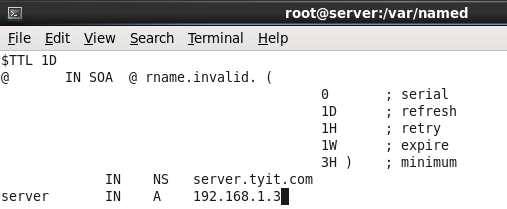 root@server:/var/named
File Edit View Search Terminal Help
$TTL 1D
@ IN SOA @ rname.invalid. (
0 ; serial
1D ; refresh
1H ; retry
1W ; expire
3H ) ; minimum
IN NS server.tyit.com
server IN A 192.168.1.3